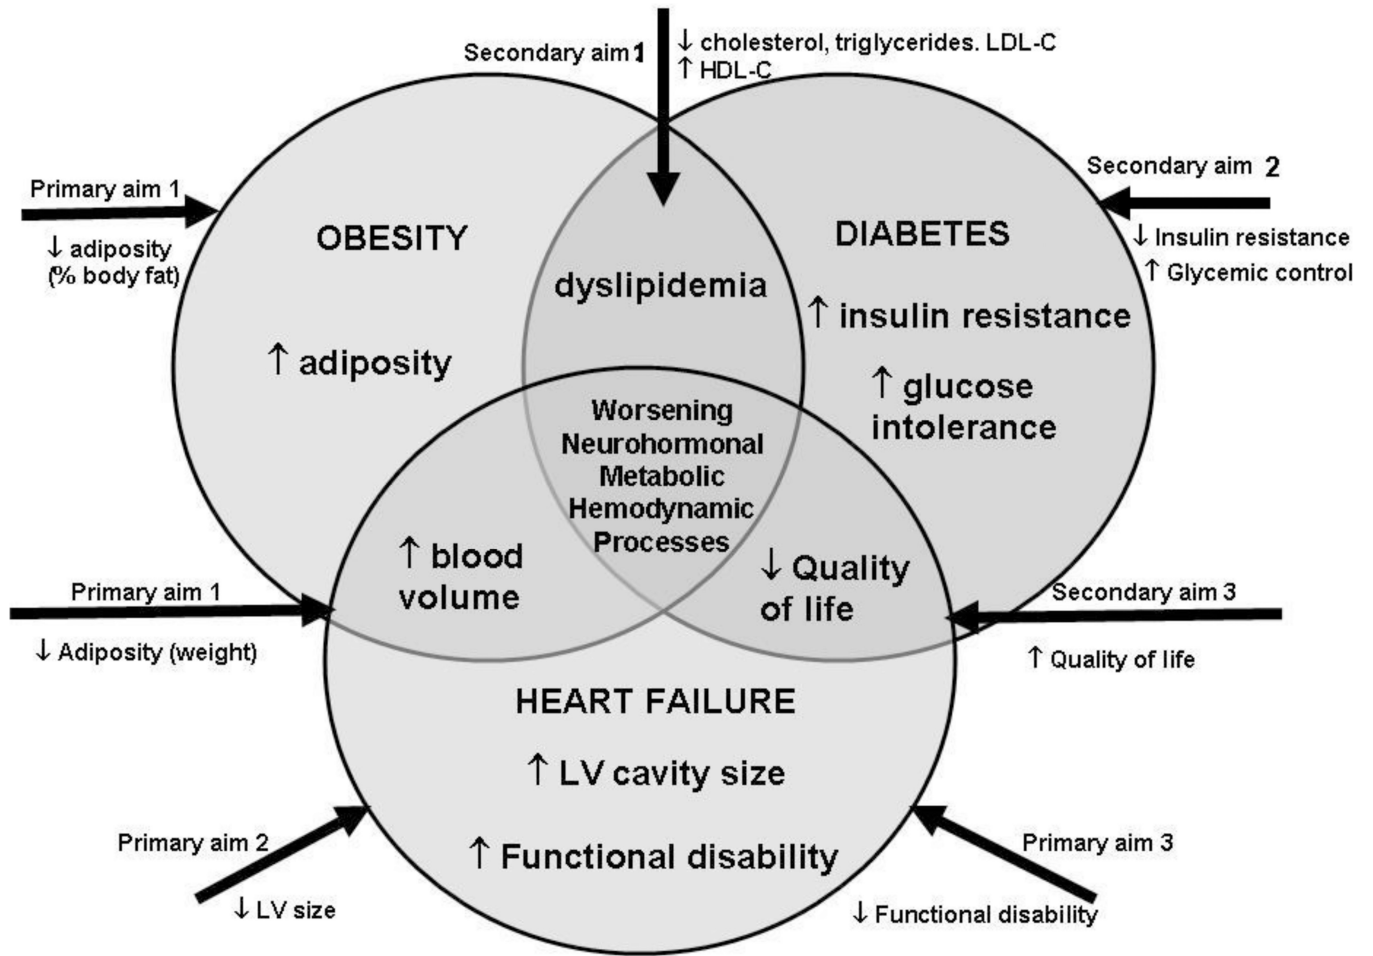 Secondary aim 1
↓ cholesterol, triglycerides. LDL-C
↑ HDL-C
Primary aim 1
↓ adiposity
(% body fat)
Secondary aim 2
↓ Insulin resistance
↑ Glycemic control
OBESITY
↑ adiposity
dyslipidemia
DIABETES
↑ insulin resistance
↑ glucose
intolerance
Worsening
Neurohormonal
Metabolic
Hemodynamic
Processes
↑ blood
volume
↓ Quality
of life
Primary aim 1
↓ Adiposity (weight)
Secondary aim 3
↑ Quality of life
HEART FAILURE
↑ LV cavity size
↑ Functional disability
Primary aim 2
↓ LV size
Primary aim 3
↓ Functional disability